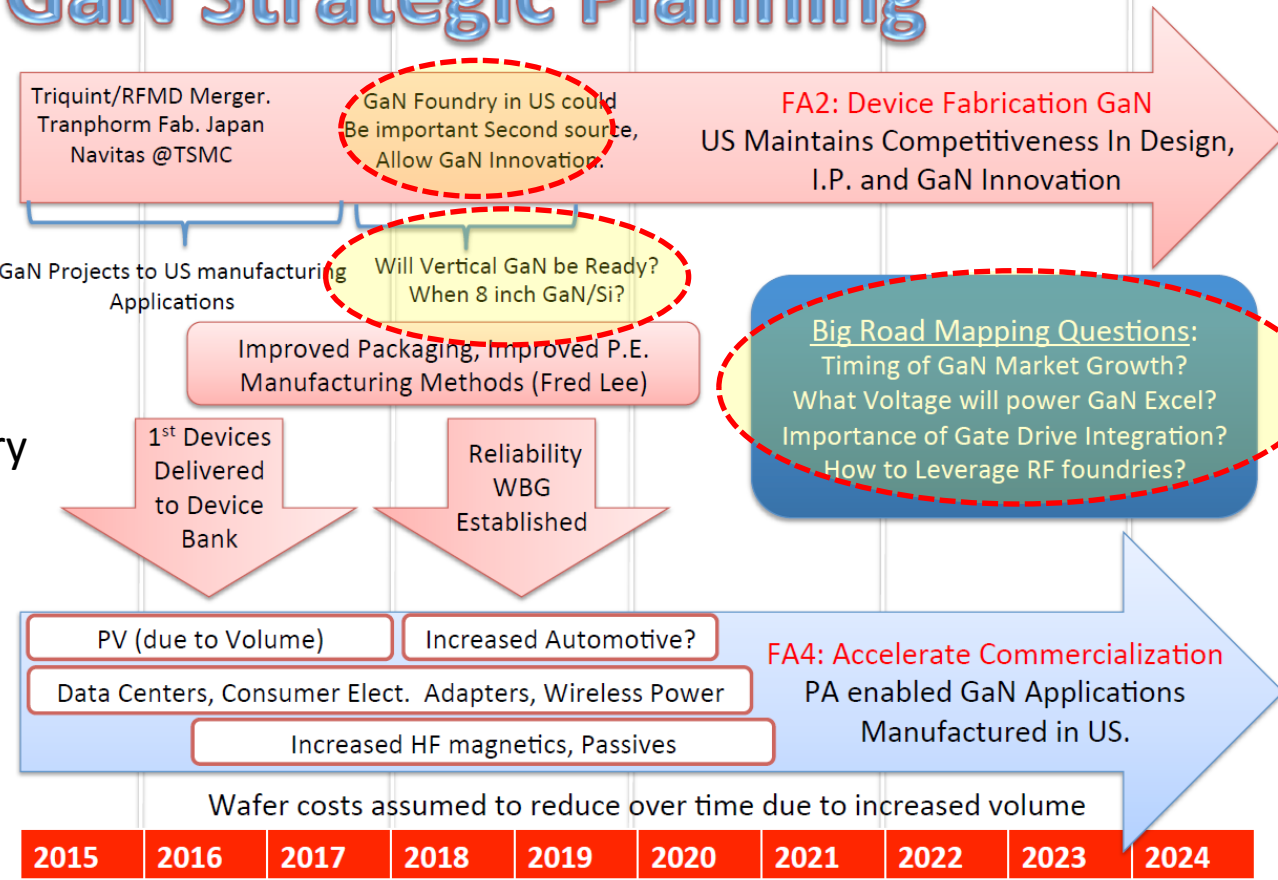 GaN Strategic Planning
Triquint/RFMD Merger.
Tranphorm Fab. Japan
Navitas @TSMC
GaN Foundry in US could
Be important Second source,
Allow GaN Innovation.
FA2: Device Fabrication GaN
US Maintains Competitiveness In Design,
I.P. and GaN Innovation
GaN Projects to US manufacturing
Applications
Will Vertical GaN be Ready?
When 8 inch GaN/Si?
Improved Packaging, Improved P.E.
Manufacturing Methods (Fred Lee)
Big Road Mapping Questions:
Timing of GaN Market Growth?
What Voltage will power GaN Excel?
Importance of Gate Drive Integration?
How to Leverage RF foundries?
ry
1st Devices
Delivered
to Device
Bank
Reliability
WBG
Established
PV (due to Volume)
Increased Automotive?
Data Centers, Consumer Elect. Adapters, Wireless Power
Increased HF magnetics, Passives
FA4: Accelerate Commercialization
PA enabled GaN Applications
Manufactured in US.
Wafer costs assumed to reduce over time due to increased volume
2015 2016 2017 2018 2019 2020 2021 2022 2023 2024